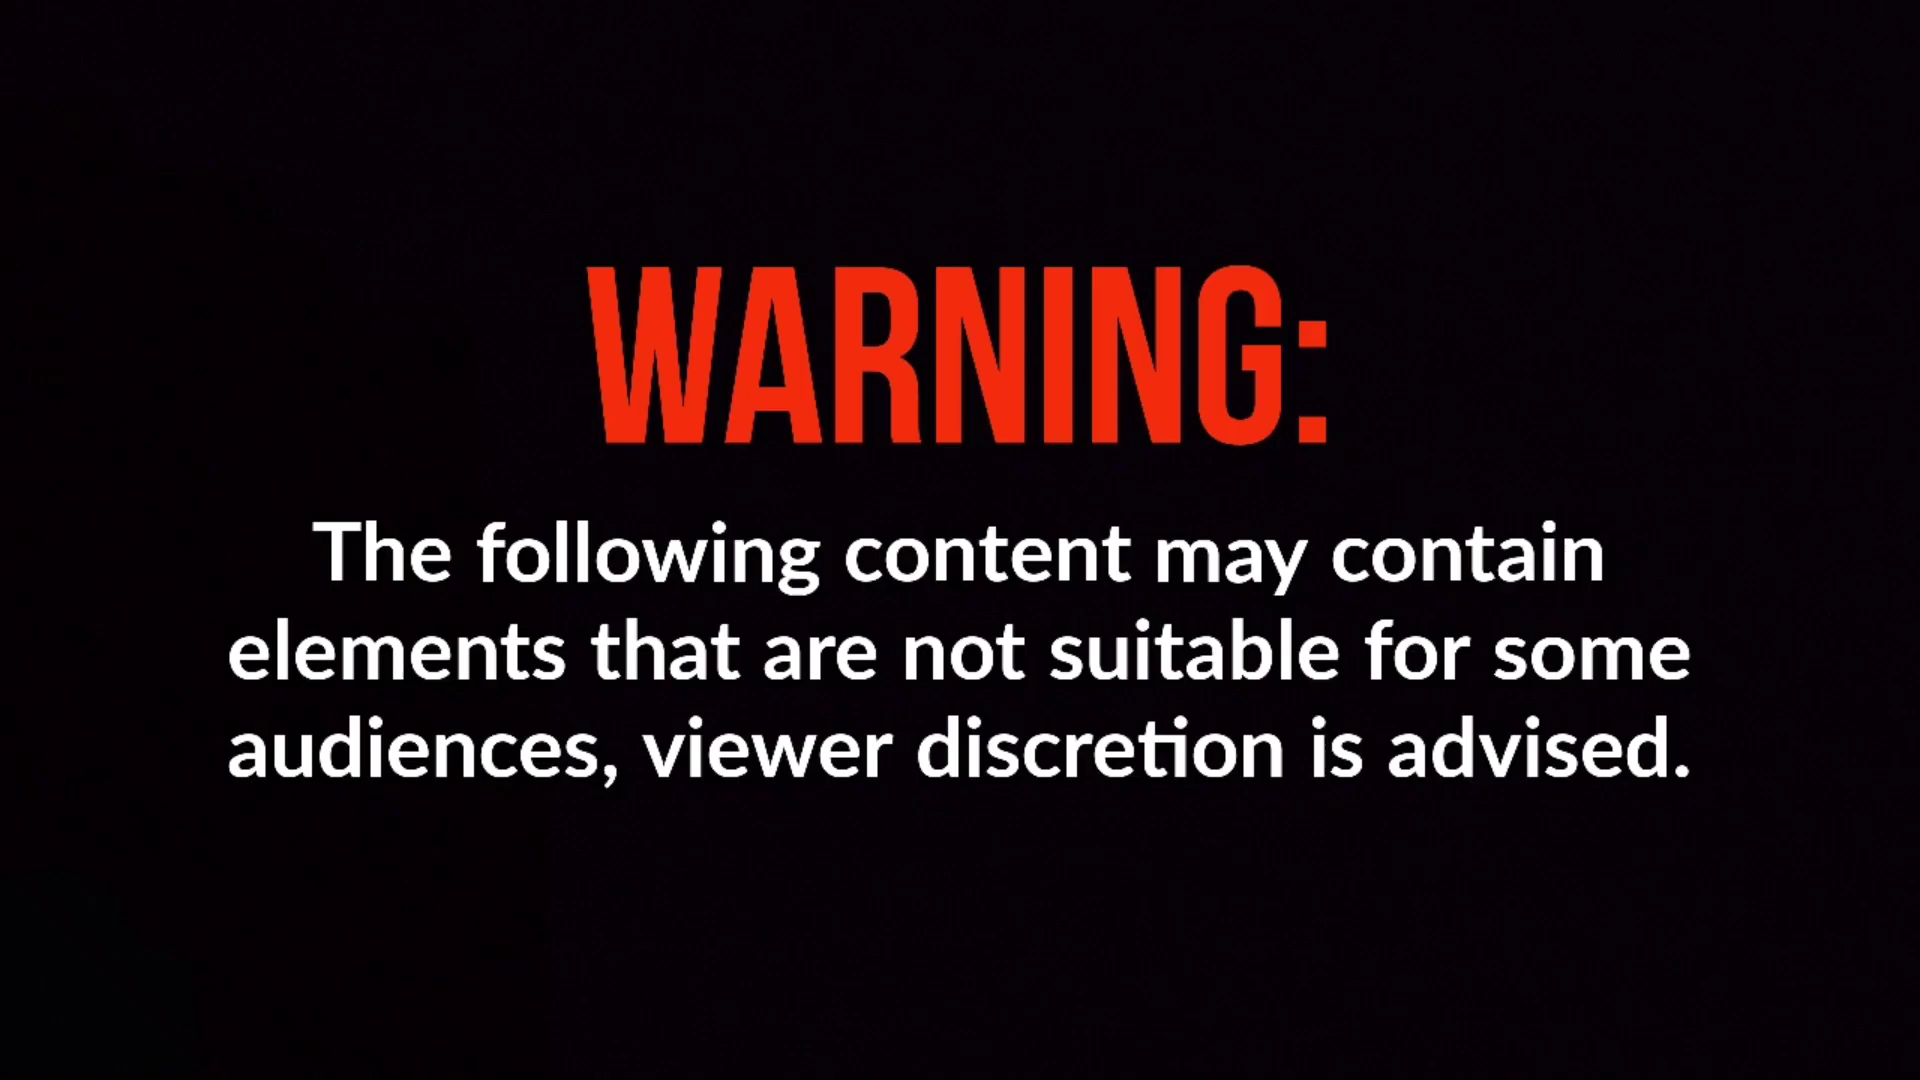 WARNING:
The following content may contain
elements that are not suitable for some
audiences, viewer discretion is advised.